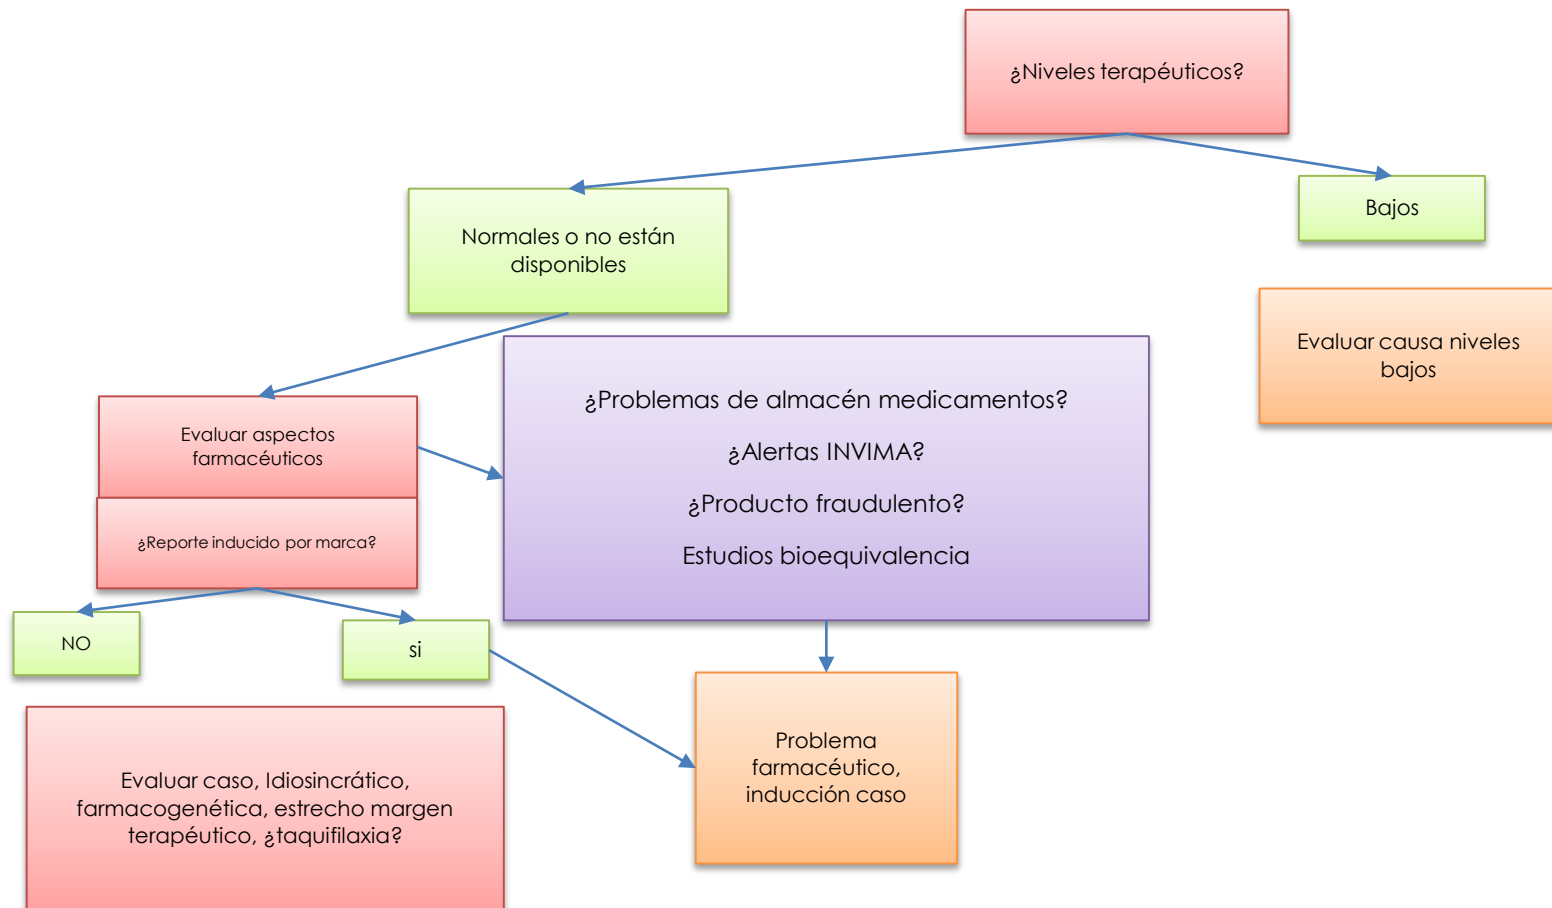 ¿Niveles terapéuticos?
Normales o no están
disponibles
Bajos
Evaluar causa niveles
bajos
Evaluar aspectos
farmacéuticos
¿Reporte inducido por marca?
¿Problemas de almacén medicamentos?
¿Alertas INVIMA?
¿Producto fraudulento?
Estudios bioequivalencia
NO
si
Evaluar caso, Idiosincrático,
farmacogenética, estrecho margen
terapéutico, ¿taquifilaxia?
Problema
farmacéutico,
inducción caso